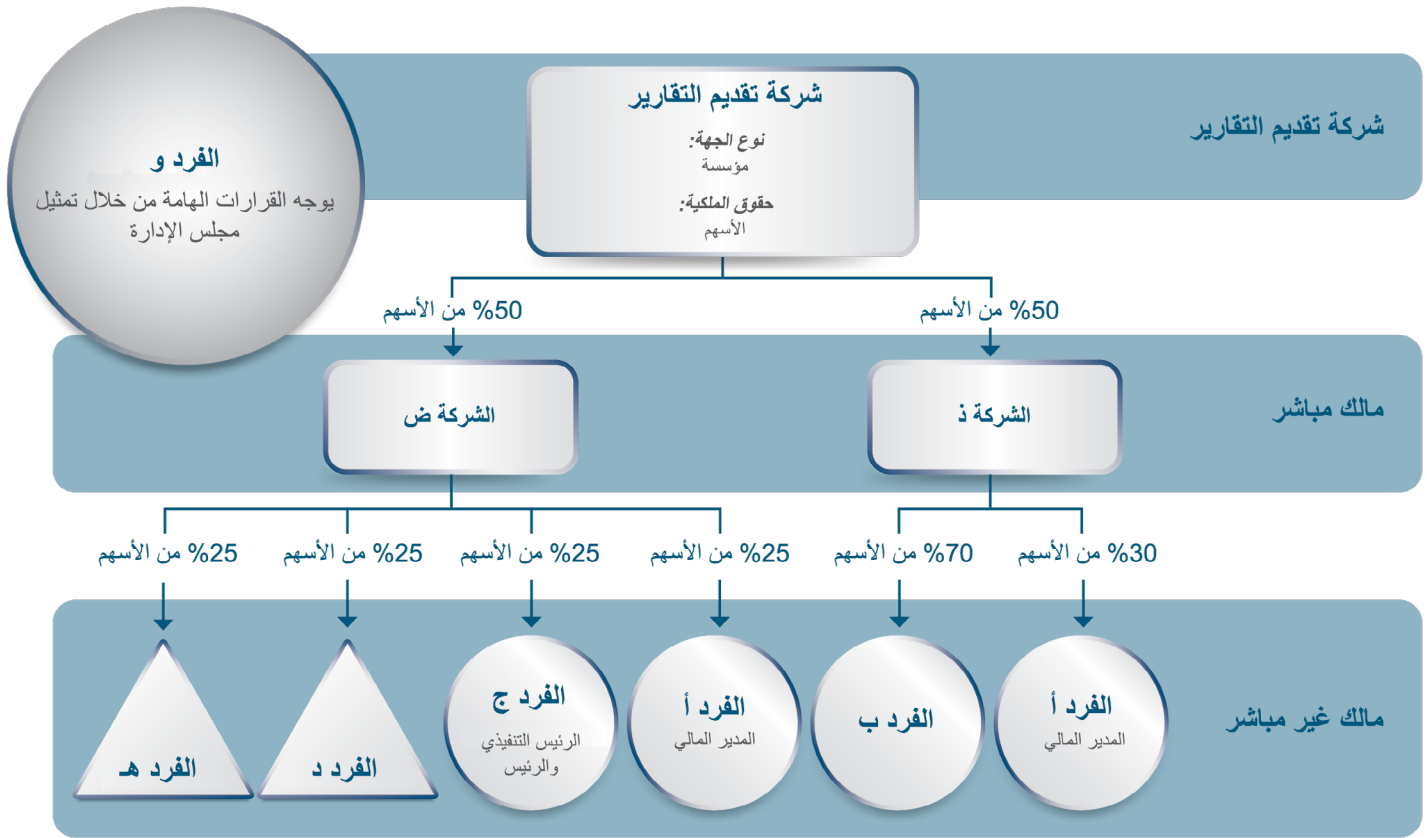 شركة تقديم التقارير
شركة تقديم التقارير
نوع الجهة:
مؤسسة
حقوق الملكية:
الأسهم
الفرد و
يوجه القرارات الهامة من خلال تمثيل
مجلس الإدارة
50% من الأسهم
50% من الأسهم
مالك مباشر
الشركة ذ
الشركة ض
30% من الأسهم
70% من الأسهم
25% من الأسهم
25% من الأسهم
25% من الأسهم
25% من الأسهم
مالك غير مباشر
الفرد أ
المدير المالي
الفرد ب
الفرد أ
المدير المالي
الفرد ج
الرئيس التنفيذي
والرئيس
الفرد د
الفرد هـ